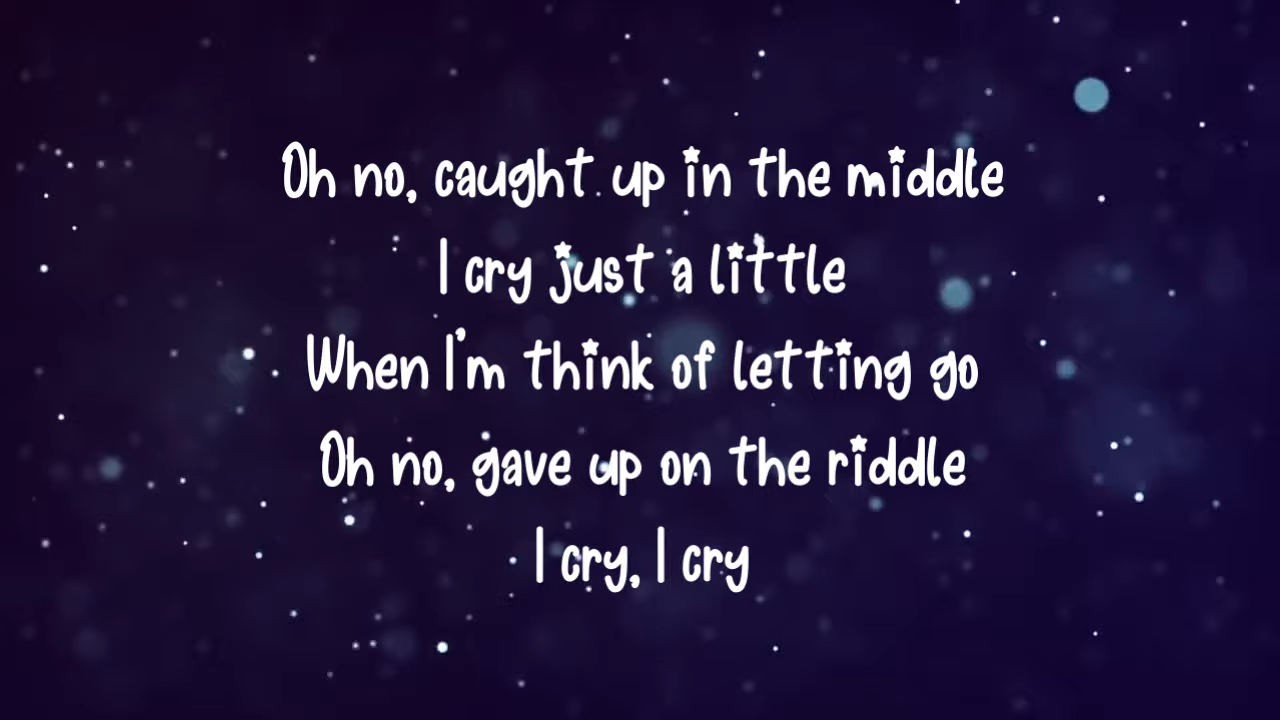 Oh no, caught up in the middle
I cry just a little
When I'm think of letting go
Oh no, gave up on the riddle
I cry, I cry